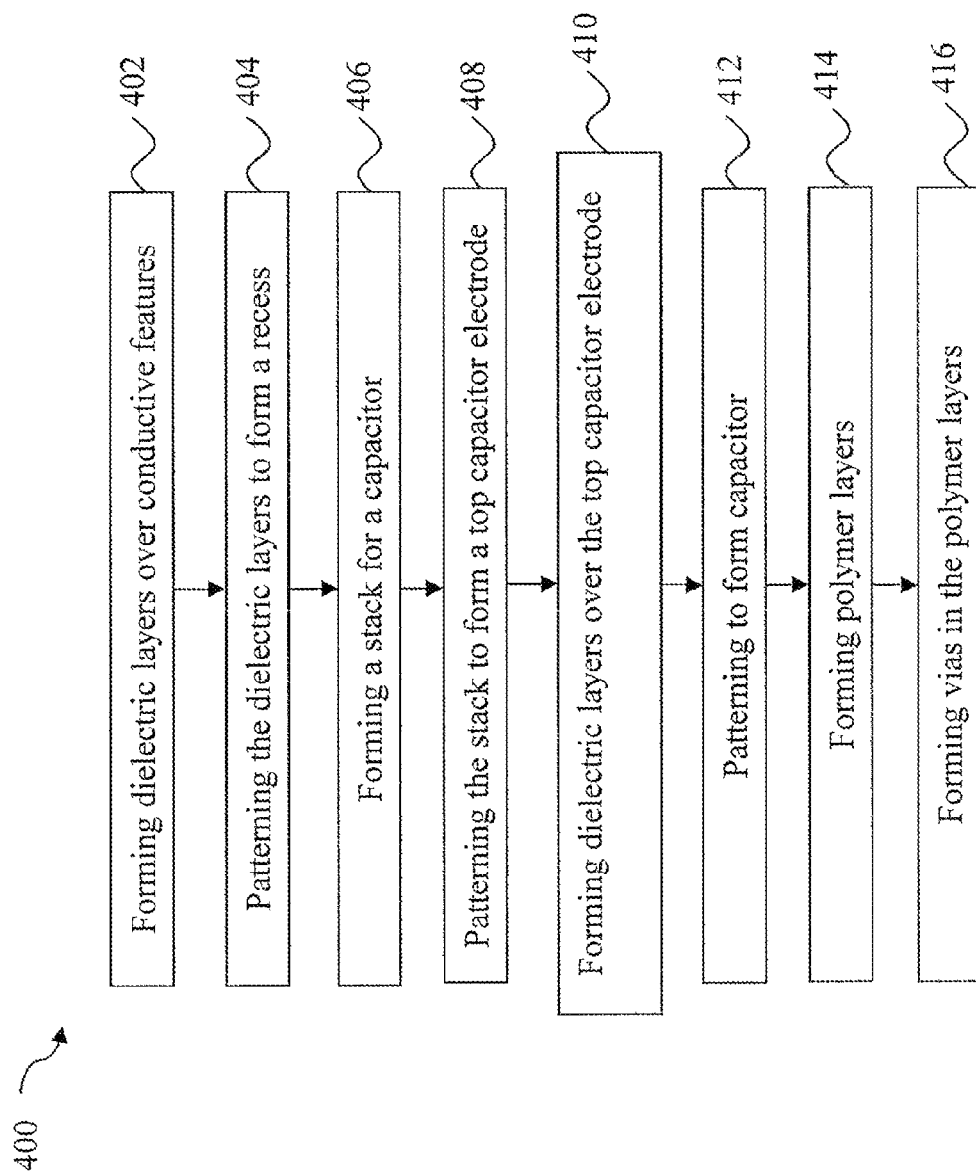 400
Forming dielectric layers over conductive features
402
Patterning the dielectric layers to form a recess
404
Forming a stack for a capacitor
406
Patterning the stack to form a top capacitor electrode
408
Forming dielectric layers over the top capacitor electrode
410
Patterning to form capacitor
412
Forming polymer layers
414
Forming vias in the polymer layers
416